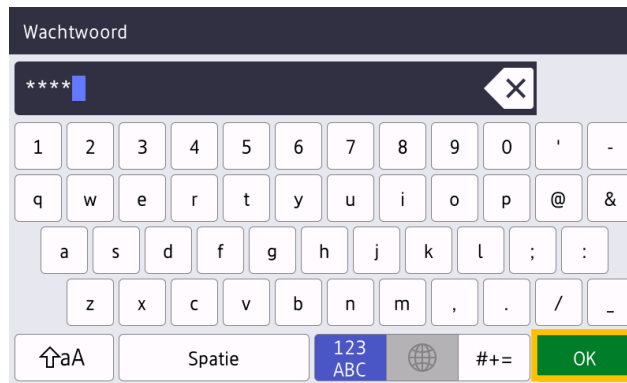 Wachtwoord
****
1 2 3 4 5 6 7 8 9 0 ' -
q w e r t y u i o p @ &
a s d f g h j k l ; :
z x c v b n m , . / _
aA Spatie 123 ABC #+= OK